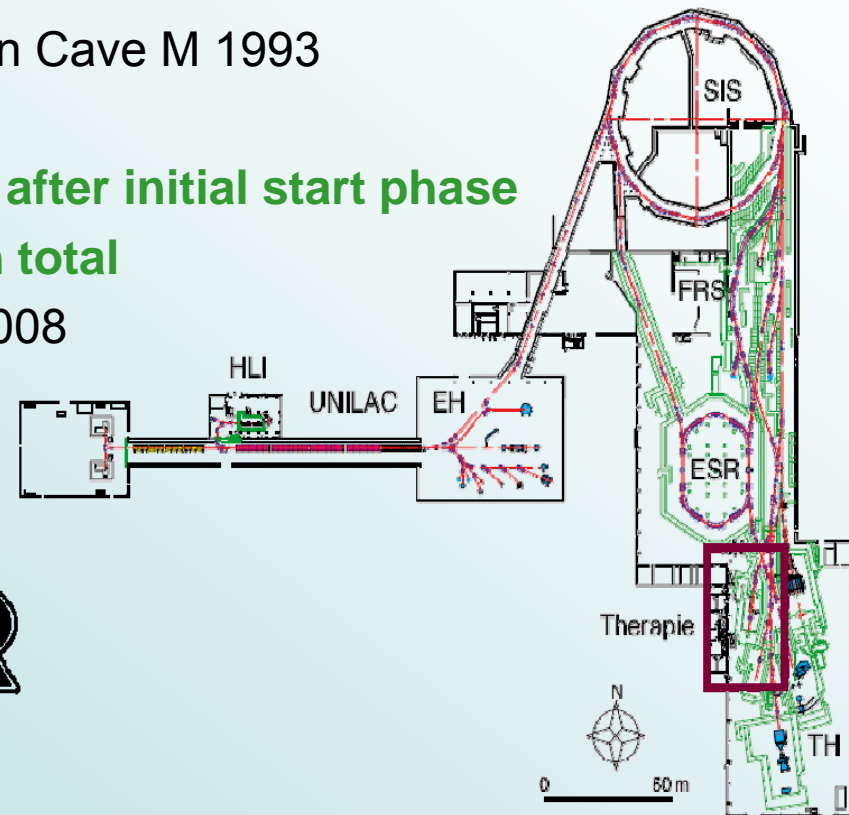 n Cave M 1993
SIS
after initial start phase
n total
FRS
008
HLI
UNILAC
EH
ESR
Therapie
N
TH
0 50 m